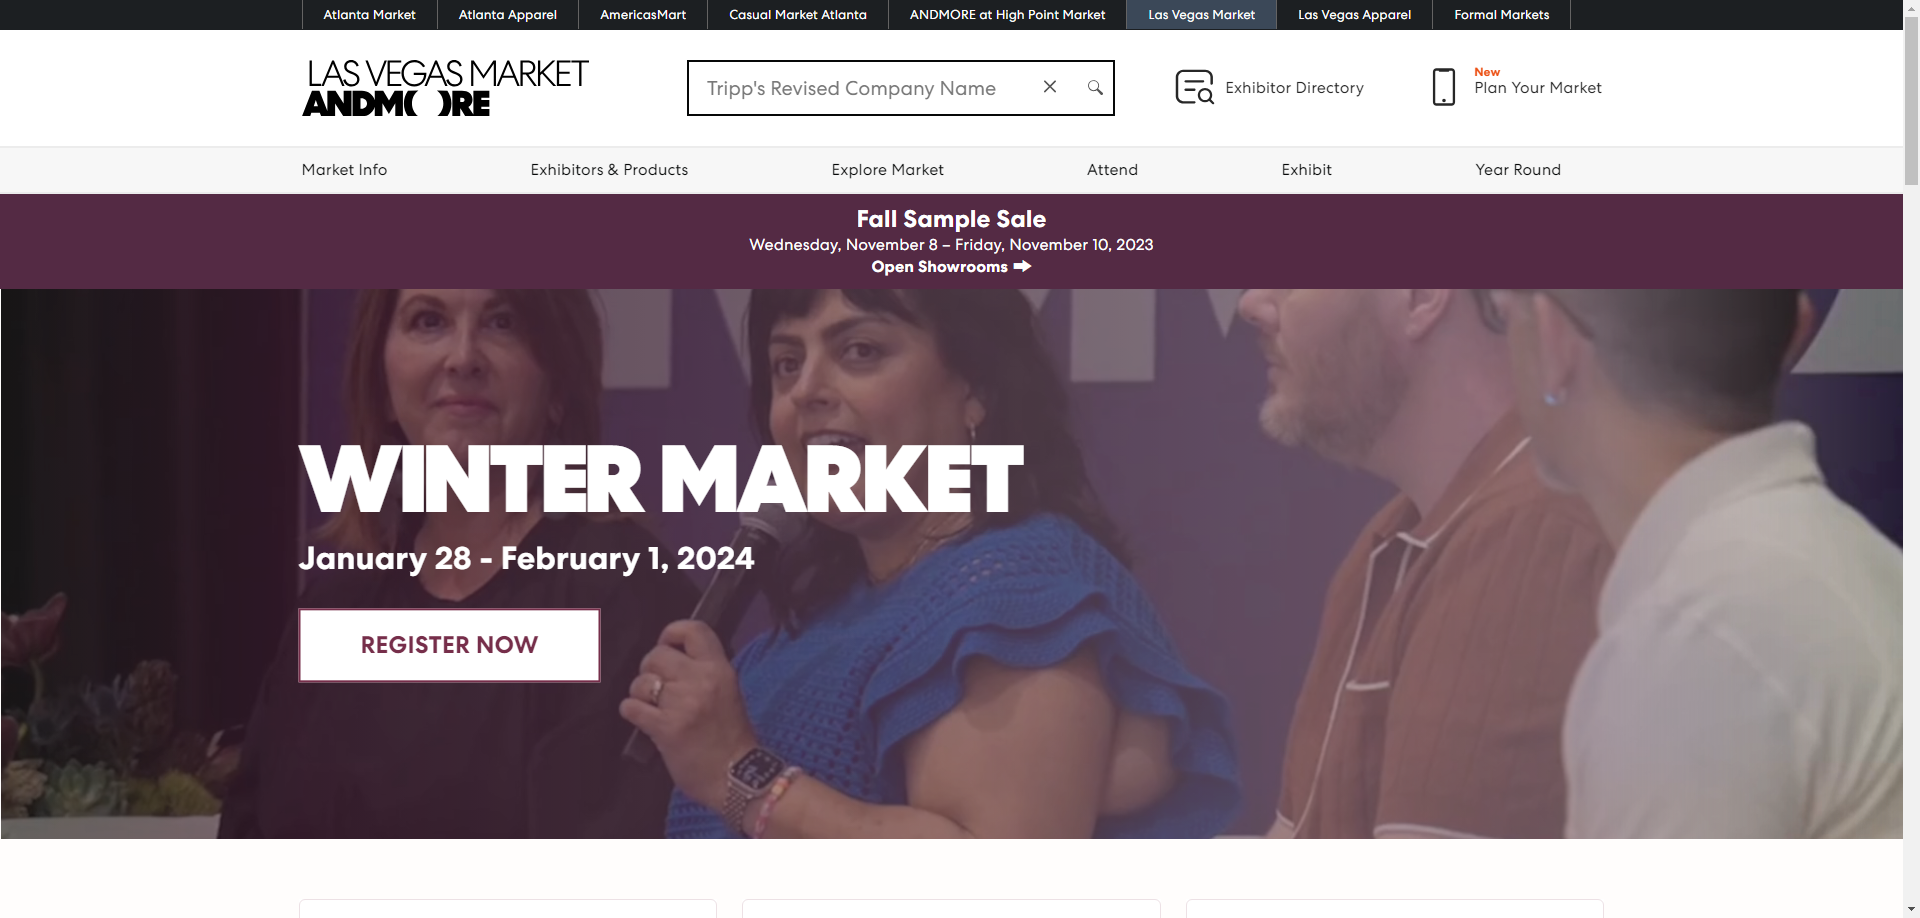 Atlanta Market
Atlanta Apparel
AmericasMart
Casual Market Atlanta
ANDMORE at High Point Market
Las Vegas Market
Las Vegas Apparel
Formal Markets
LAS VEGAS MARKET
ANDMORE
Tripp's Revised Company Name
Exhibitor Directory
New
Plan Your Market
Market Info
Exhibitors & Products
Explore Market
Attend
Exhibit
Year Round
Fall Sample Sale
Wednesday, November 8 – Friday, November 10, 2023
Open Showrooms
WINTER MARKET
January 28 - February 1, 2024
REGISTER NOW